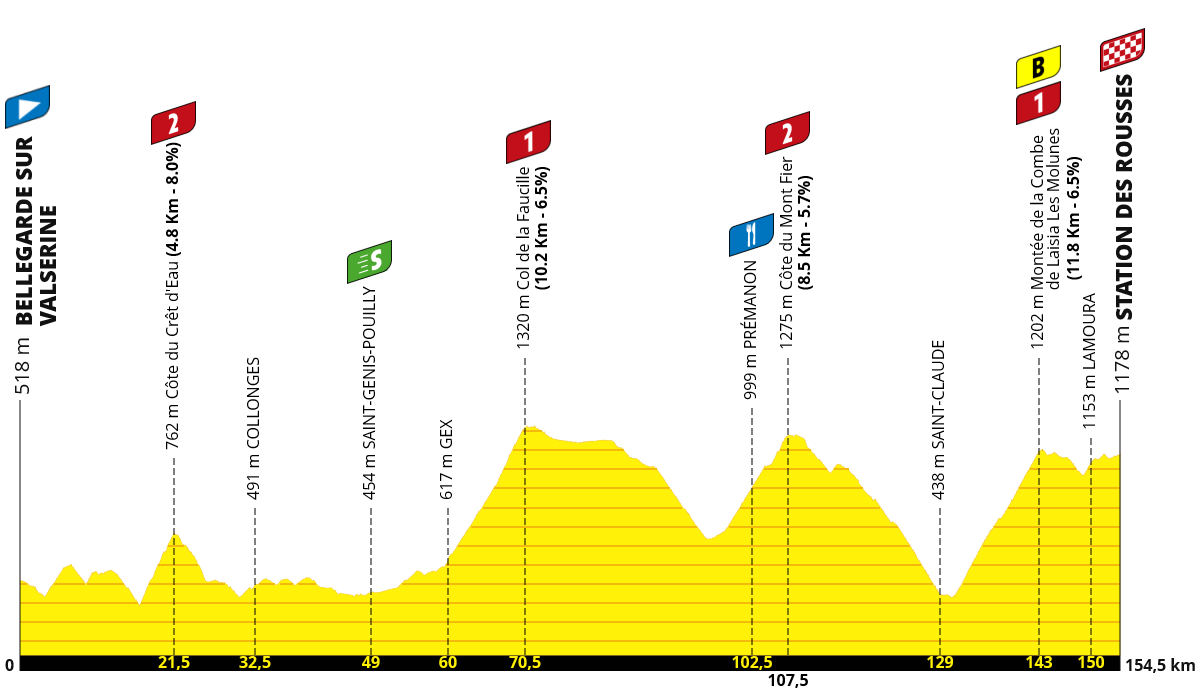 518 m BELLEGARDE SUR
VALSERINE
2
762 m Côte du Crêt d'Eau (4.8 Km - 8.0%)
491 m COLLONGES
S
454 m SAINT-GENIS-POUILLY
617 m GEX
1
1320 m Col de la Faucille
(10.2 Km - 6.5%)
999 m PRÉMANON
2
1275 m Côte du Mont Fier
(8.5 Km - 5.7%)
438 m SAINT-CLAUDE
B
1
1202 m Montée de la Combe
de Laisia Les Molunes
(11.8 Km - 6.5%)
1153 m LAMOURA
1178 m STATION DES ROUSSES
0
21,5
32,5
49
60
70,5
102,5
107,5
129
143
150
154,5 km